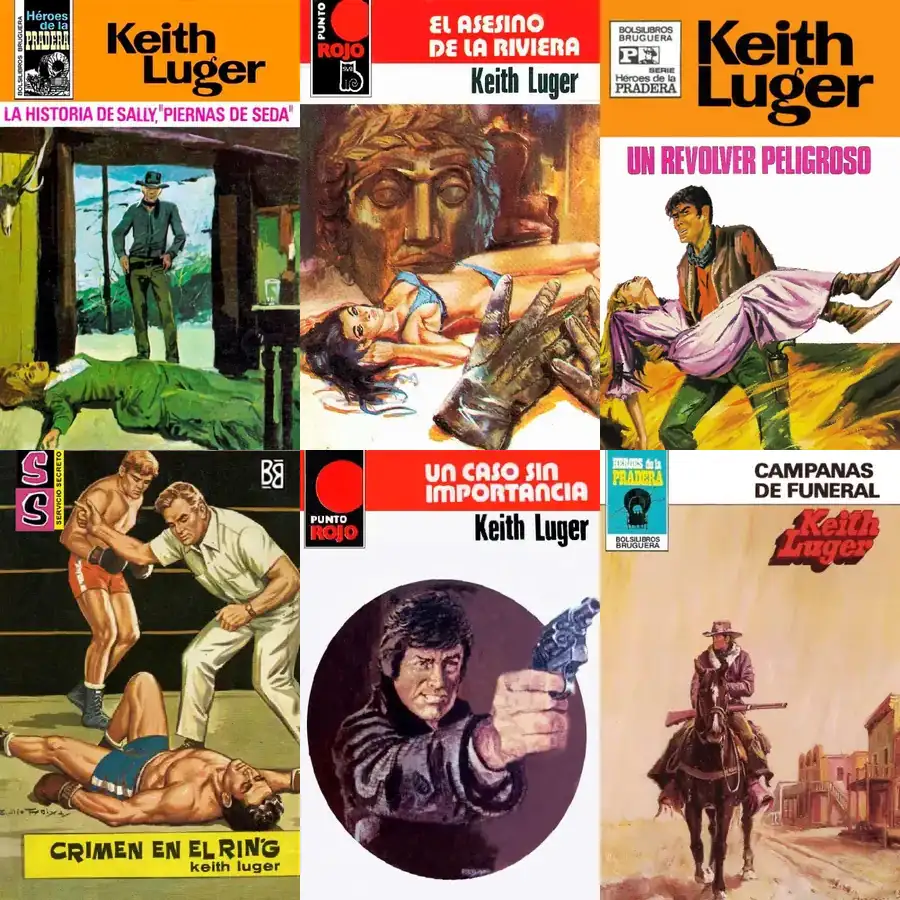 BOLSILIBROS BRUGUERA
Héroes
de la
PRADERA
Keith
Luger
LA HISTORIA DE SALLY,"PIERNAS DE SEDA"
PUNTO
ROJO
EL ASESINO
DE LA RIVIERA
Keith Luger
BOLSILIBROS
BRUGUERA
SERIE
Héroes de la
PRADERA
Keith
Luger
UN REVOLVER PELIGROSO
SS
SERVICIO SECRETO
BB
CRIMEN EN EL RING
keith luger
PUNTO
ROJO
UN CASO SIN
IMPORTANCIA
Keith Luger
HEROES de la
PRADERA
BOLSILIBROS
BRUGUERA
CAMPANAS
DE FUNERAL
Keith
Luger